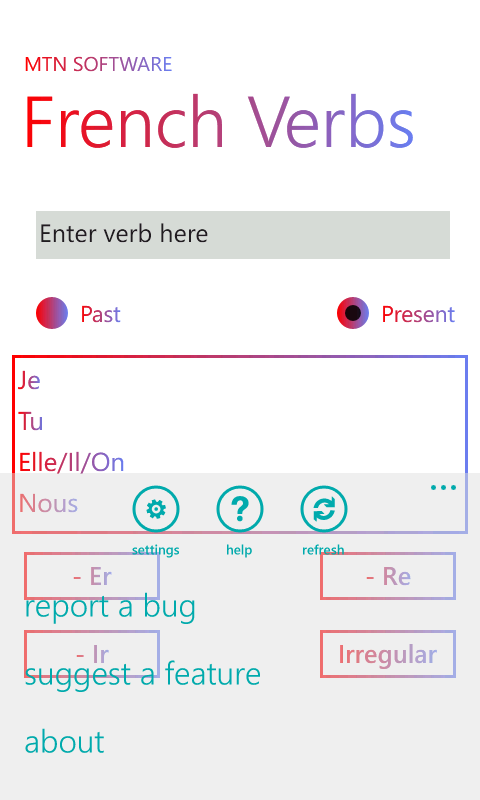 MTN SOFTWARE
French Verbs
Enter verb here
Past Present
Je
Tu
Elle/Il/On
Nous
settings help refresh
- Er - Re
report a bug
- Ir Irregular
suggest a feature
about